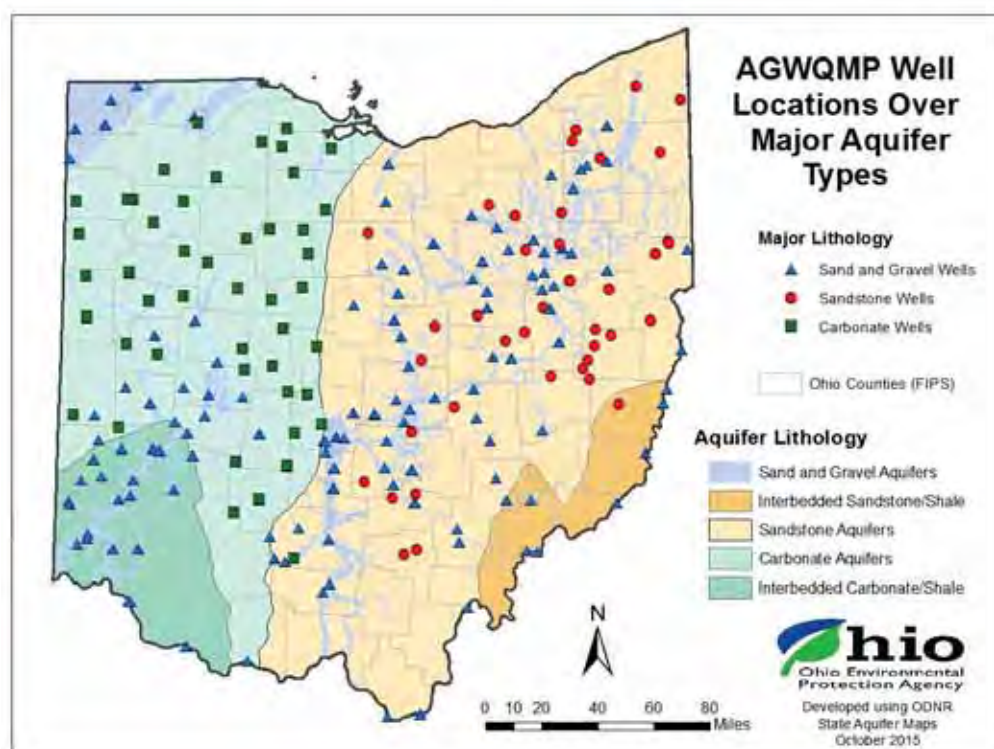 AGWQMP Well
Locations Over
Major Aquifer
Types
Major Lithology
Sand and Gravel Wells
Sandstone Wells
Carbonate Wells
Ohio Counties (FIPS)
Aquifer Lithology
Sand and Gravel Aquifers
Interbedded Sandstone/Shale
Sandstone Aquifers
Carbonate Aquifers
Interbedded Carbonate/Shale
N
0 10 20 40 60 80
Miles
Ohio
Ohio Environmental
Protection Agency
Developed using ODNR
State Aquifer Maps
October 2015